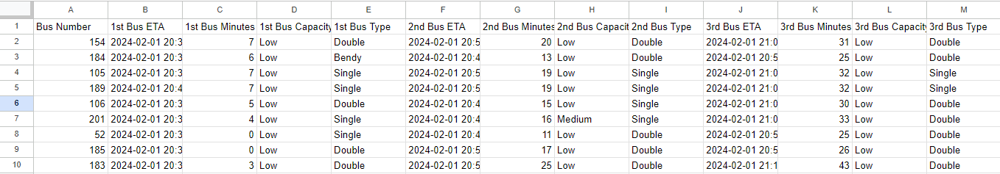 A B C D E F G H I J K L M
1 Bus Number 1st Bus ETA 1st Bus Minutes 1st Bus Capacity 1st Bus Type 2nd Bus ETA 2nd Bus Minutes 2nd Bus Capacit 2nd Bus Type 3rd Bus ETA 3rd Bus Minutes 3rd Bus Capacity 3rd Bus Type
2 154 2024-02-01 20:3 7 Low Double 2024-02-01 20:5 20 Low Double 2024-02-01 21:0 31 Low Double
3 184 2024-02-01 20:3 6 Low Bendy 2024-02-01 20:4 13 Low Double 2024-02-01 20:5 25 Low Double
4 105 2024-02-01 20:3 7 Low Single 2024-02-01 20:5 19 Low Single 2024-02-01 21:0 32 Low Single
5 189 2024-02-01 20:4 7 Low Single 2024-02-01 20:5 19 Low Single 2024-02-01 21:0 32 Low Single
6 106 2024-02-01 20:3 5 Low Double 2024-02-01 20:4 15 Low Single 2024-02-01 21:0 30 Low Double
7 201 2024-02-01 20:3 4 Low Single 2024-02-01 20:4 16 Medium Single 2024-02-01 21:0 33 Low Double
8 52 2024-02-01 20:3 0 Low Single 2024-02-01 20:4 11 Low Double 2024-02-01 20:5 25 Low Double
9 185 2024-02-01 20:3 0 Low Double 2024-02-01 20:5 17 Low Double 2024-02-01 20:5 26 Low Double
10 183 2024-02-01 20:3 3 Low Double 2024-02-01 20:5 25 Low Double 2024-02-01 21:1 43 Low Double